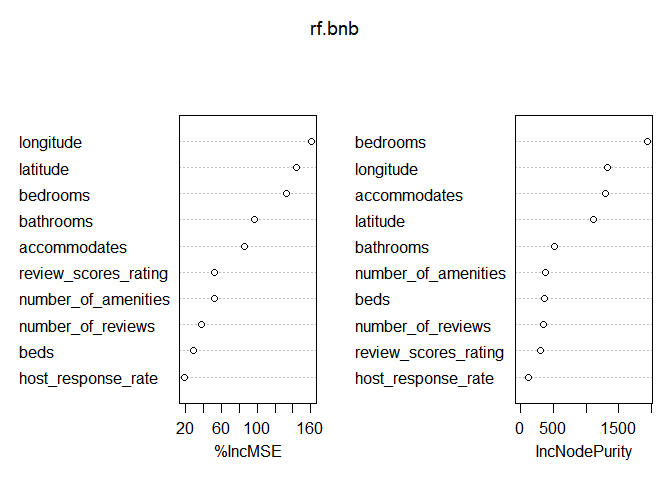 rf.bnb
longitude
latitude
bedrooms
bathrooms
accommodates
review_scores_rating
number_of_amenities
number_of_reviews
beds
host_response_rate
20 60 100 160
%IncMSE
bedrooms
longitude
accommodates
latitude
bathrooms
number_of_amenities
beds
number_of_reviews
review_scores_rating
host_response_rate
0 500 1500
IncNodePurity